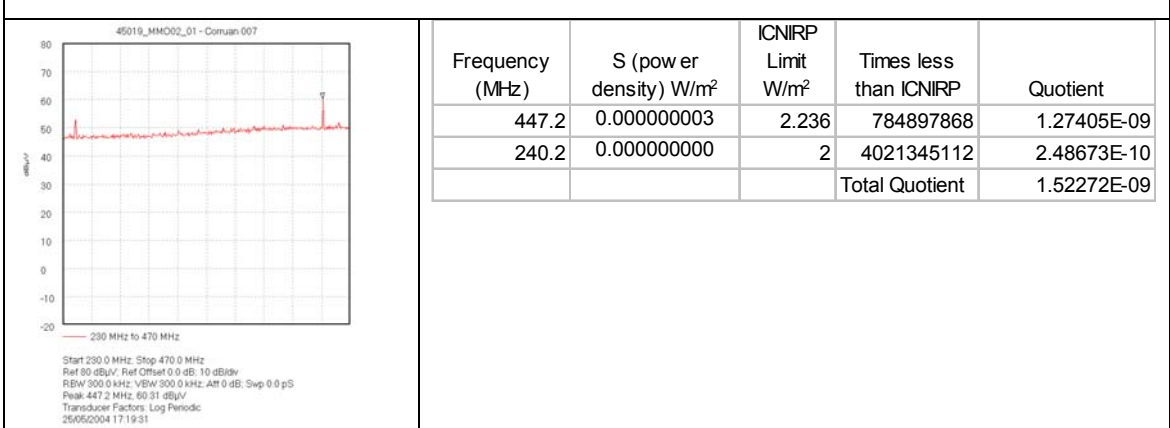 45019_MMO02_01 - Corruan 007
80
70
60
50
40
30
20
10
0
-10
-20
dBµV
230 MHz to 470 MHz
Start 230.0 MHz; Stop 470.0 MHz
Ref 80 dBµV; Ref Offset 0.0 dB; 10 dB/div
RBW 300.0 kHz; VBW 300.0 kHz; Att 0 dB; Swp 0.0 pS
Peak 447.2 MHz, 60.31 dBµV
Transducer Factors: Log Periodic
25/05/2004 17:19:31
Frequency (MHz) S (power density) W/m² ICNIRP Limit W/m² Times less than ICNIRP Quotient
447.2 0.000000003 2.236 784897868 1.27405E-09
240.2 0.000000000 2 4021345112 2.48673E-10
Total Quotient 1.52272E-09